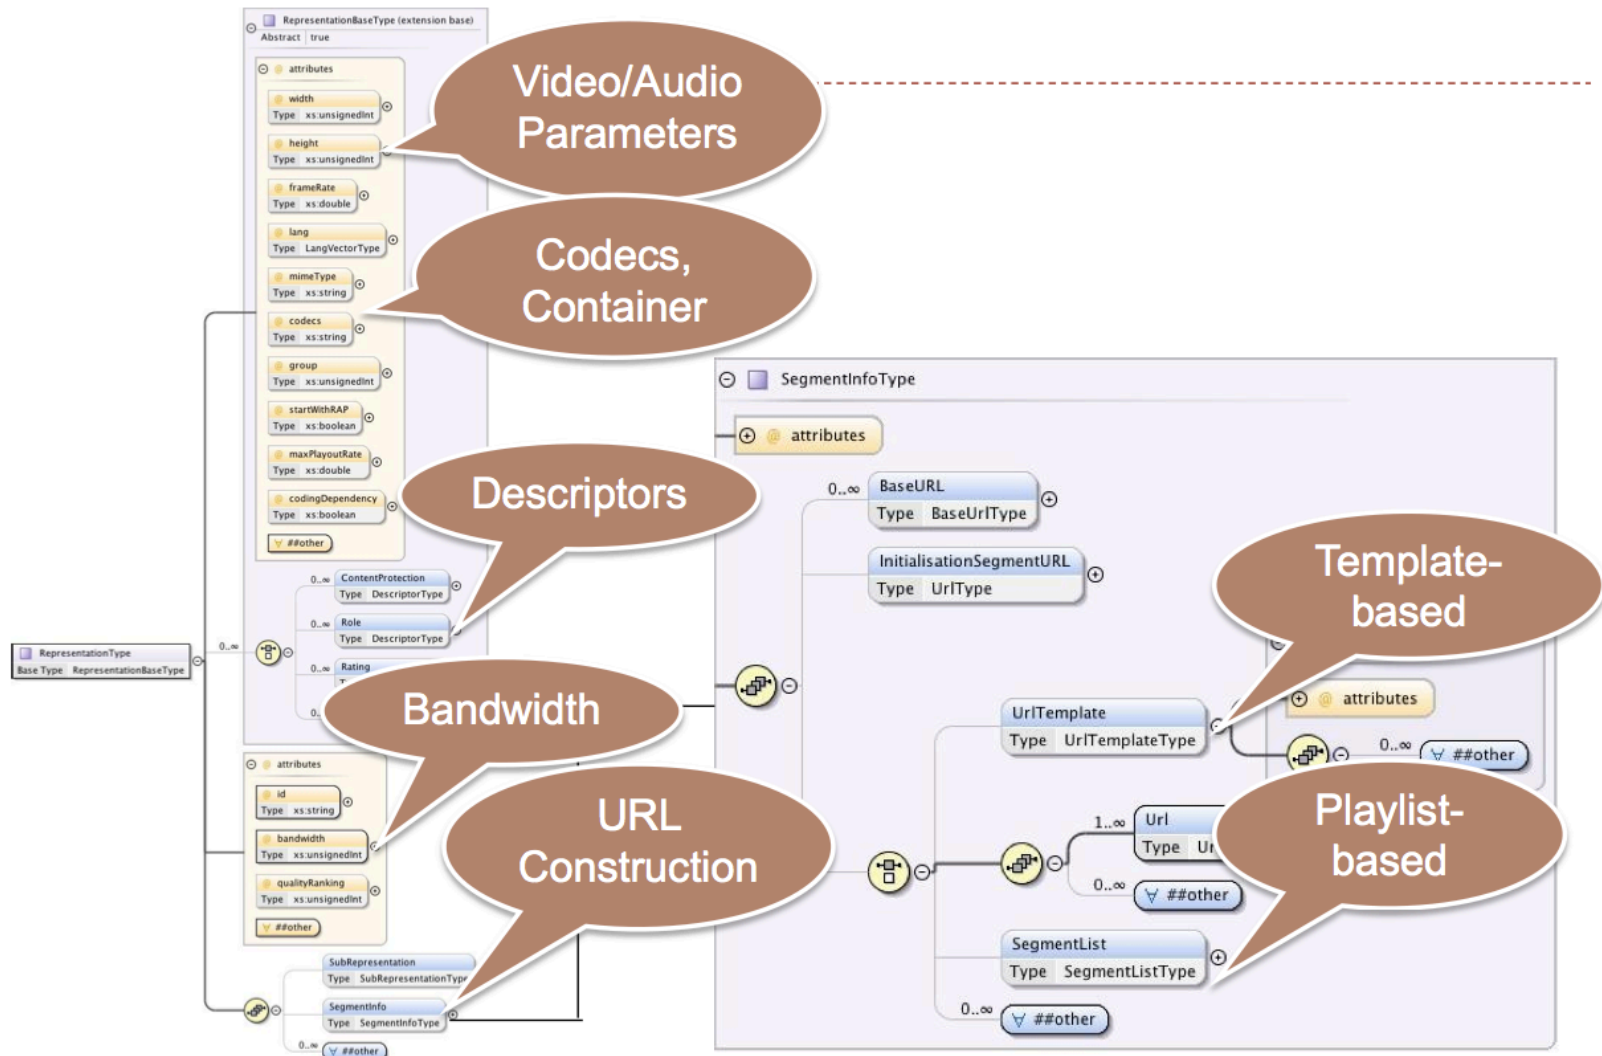 RepresentationBaseType (extension base)
Abstract true
@ attributes
@ width
Type xs:unsignedInt
@ height
Type xs:unsignedInt
@ frameRate
Type xs:double
@ lang
Type LangVectorType
@ mimeType
Type xs:string
@ codecs
Type xs:string
@ group
Type xs:unsignedInt
@ startWithRAP
Type xs:boolean
@ maxPlayoutRate
Type xs:double
@ codingDependency
Type xs:boolean
∀ ##other
0..∞ ContentProtection
Type DescriptorType
0..∞ Role
Type DescriptorType
0..∞ Rating
0..∞
RepresentationType
Base Type RepresentationBaseType
@ attributes
@ id
Type xs:string
@ bandwidth
Type xs:unsignedInt
@ qualityRanking
Type xs:unsignedInt
∀ ##other
SubRepresentation
Type SubRepresentationType
SegmentInfo
Type SegmentInfoType
0..∞ ∀ ##other
Video/Audio
Parameters
Codecs,
Container
Descriptors
Bandwidth
URL
Construction
SegmentInfoType
@ attributes
0..∞ BaseURL
Type BaseUrlType
InitialisationSegmentURL
Type UrlType
Template-
based
UrlTemplate
Type UrlTemplateType
@ attributes
0..∞ ∀ ##other
Playlist-
based
1..∞ Url
Type
0..∞ ∀ ##other
SegmentList
Type SegmentListType
0..∞ ∀ ##other